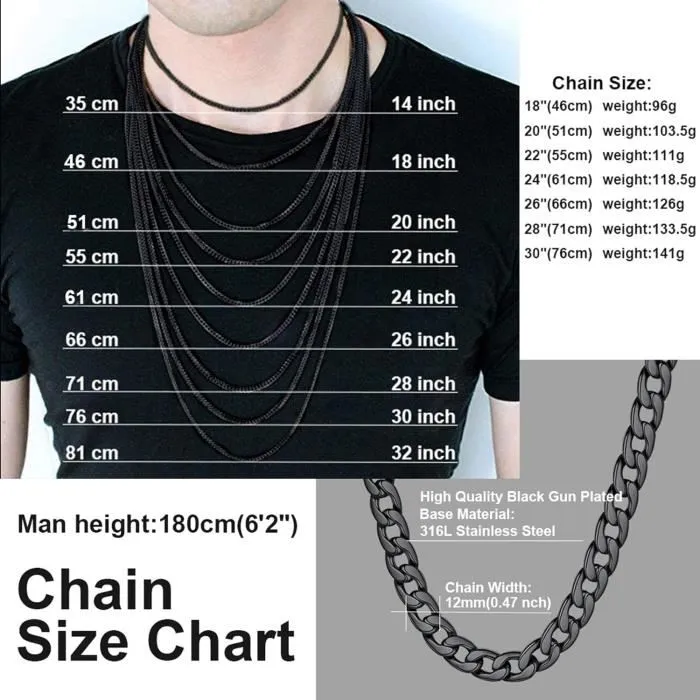 35 cm 14 inch
46 cm 18 inch
51 cm 20 inch
55 cm 22 inch
61 cm 24 inch
66 cm 26 inch
71 cm 28 inch
76 cm 30 inch
81 cm 32 inch
Chain Size:
18"(46cm) weight:96g
20"(51cm) weight:103.5g
22"(55cm) weight:111g
24"(61cm) weight:118.5g
26"(66cm) weight:126g
28"(71cm) weight:133.5g
30"(76cm) weight:141g
Man height:180cm(6'2")
Chain
Size Chart
High Quality Black Gun Plated
Base Material:
316L Stainless Steel
Chain Width:
12mm(0.47 nch)